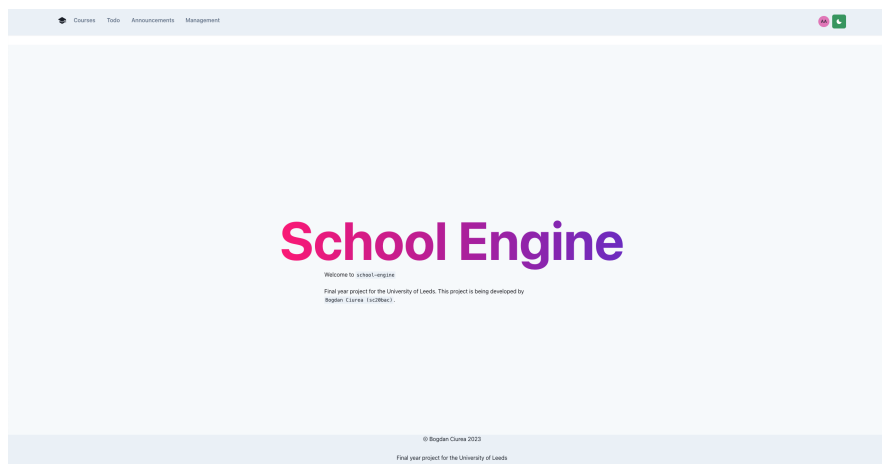 Courses Todo Announcements Management
AA
School Engine
Welcome to school-engine
Final year project for the University of Leeds. This project is being developed by
Bogdan Ciurea (sc20bac).
© Bogdan Ciurea 2023
Final year project for the University of Leeds